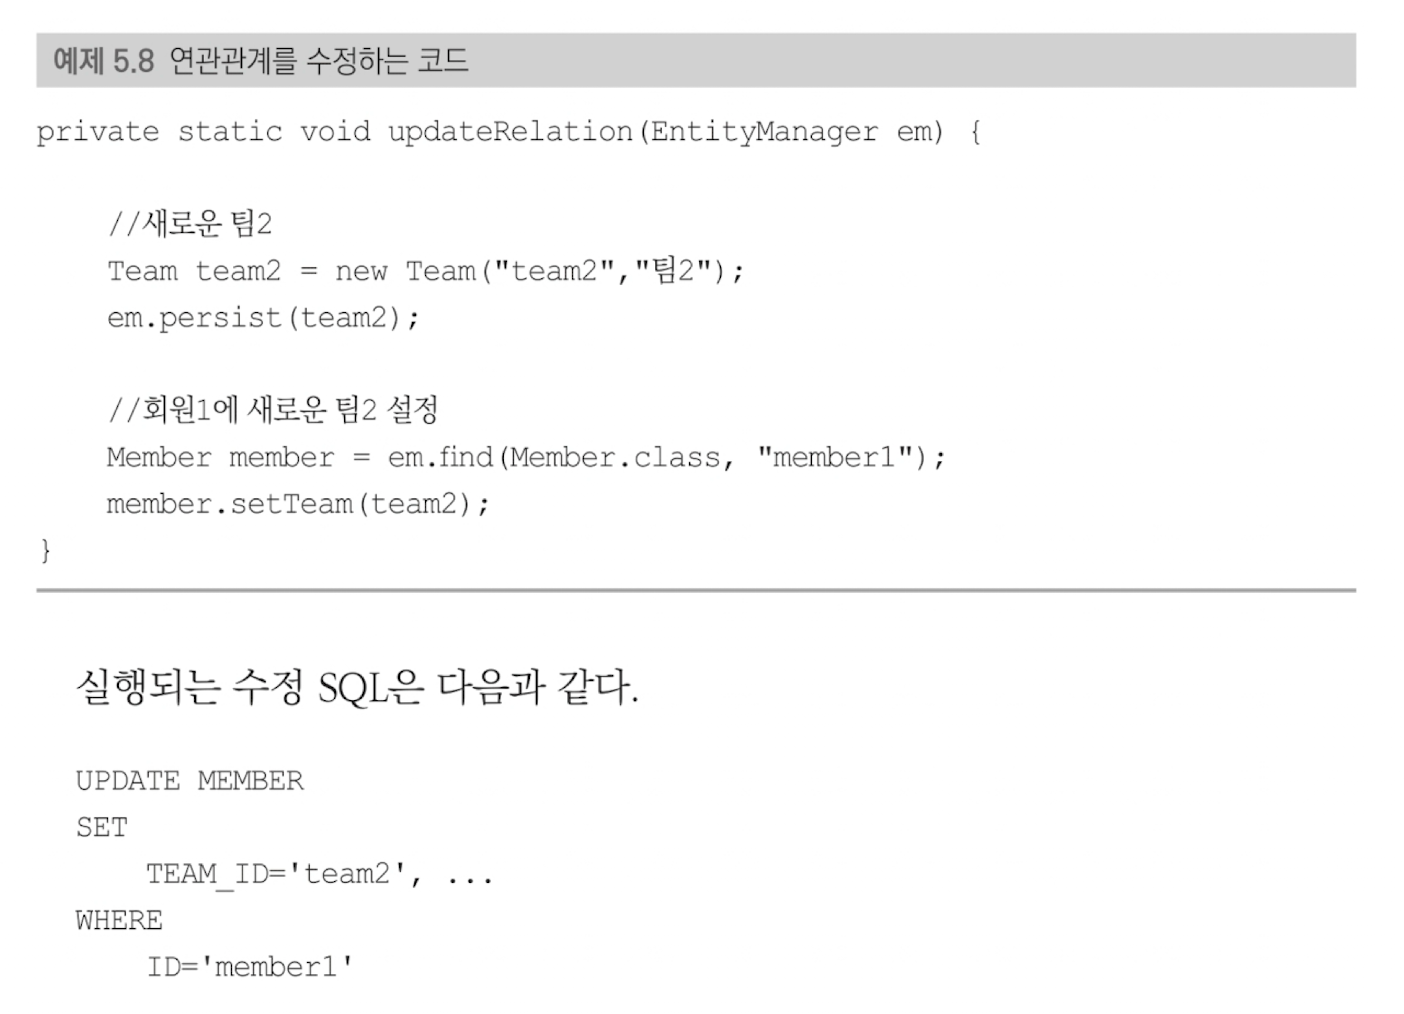 예제 5.8 연관관계를 수정하는 코드
private static void updateRelation(EntityManager em) {
//새로운 팀2
Team team2 = new Team("team2","팀2");
em.persist(team2);
//회원1에 새로운 팀2 설정
Member member = em.find(Member.class, "member1");
member.setTeam(team2);
}
실행되는 수정 SQL은 다음과 같다.
UPDATE MEMBER
SET
TEAM_ID='team2', ...
WHERE
ID='member1'